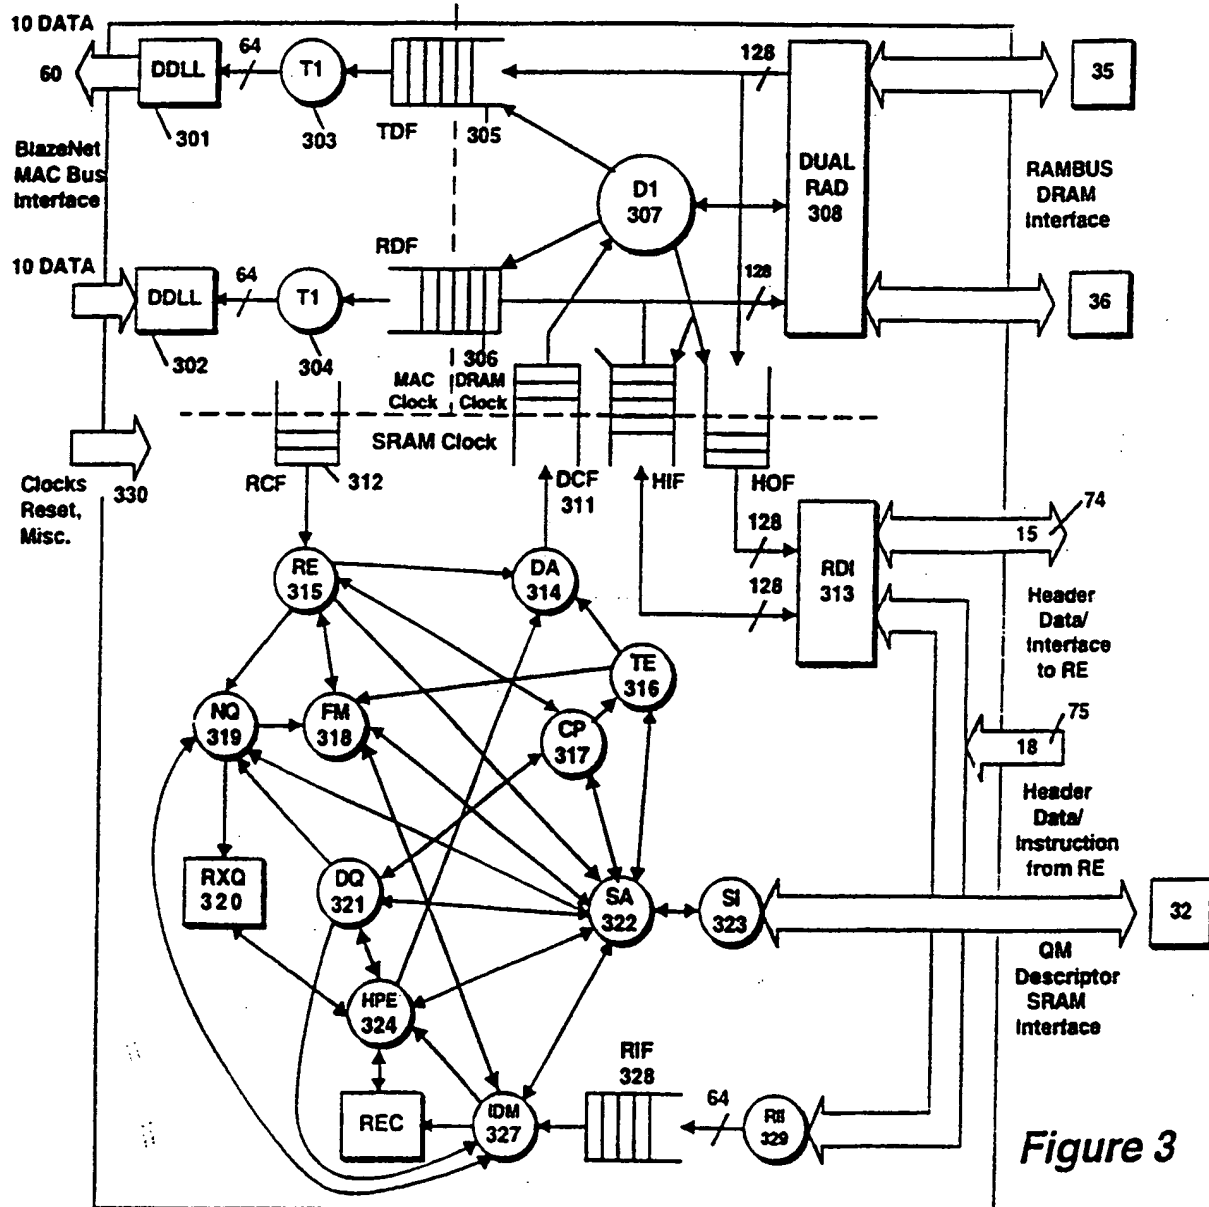 10 DATA
60
DDLL
301
64
T1
303
TDF
305
128
DUAL
RAD
308
35
BlazeNet
MAC Bus
Interface
D1
307
RAMBUS
DRAM
Interface
10 DATA
DDLL
302
64
T1
304
RDF
306
128
36
MAC
Clock
DRAM
Clock
SRAM Clock
Clocks
Reset,
Misc.
330
RCF
312
DCF
311
HIF
HOF
128
128
RDI
313
15
74
Header
Data/
Interface
to RE
RE
315
DA
314
TE
316
NQ
319
FM
318
CP
317
18
75
Header
Data/
Instruction
from RE
RXQ
320
DQ
321
SA
322
SI
323
32
QM
Descriptor
SRAM
Interface
HPE
324
REC
IDM
327
RIF
328
64
RII
329
Figure 3